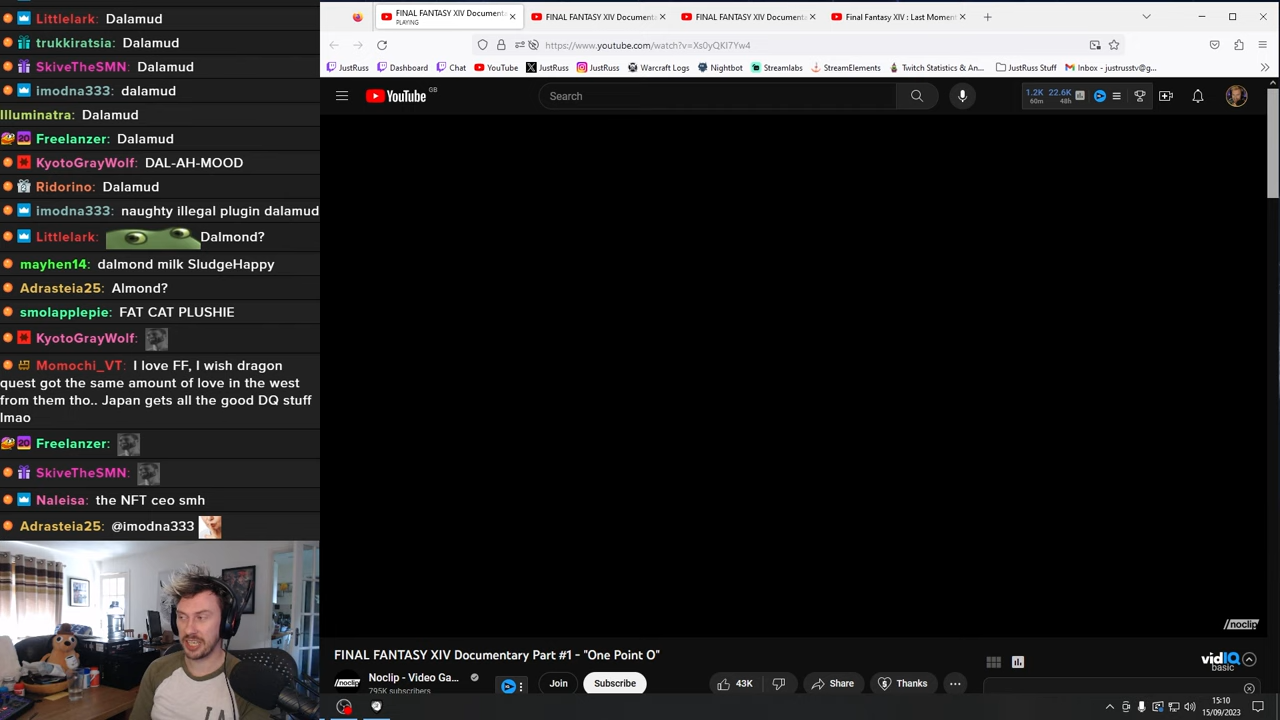 Littlelark: Dalamud
trukkiratsia: Dalamud
SkiveTheSMN: Dalamud
imodna333: dalamud
Illuminatra: Dalamud
Freelanzer: Dalamud
KyotoGrayWolf: DAL-AH-MOOD
Ridorino: Dalamud
imodna333: naughty illegal plugin dalamud
Littlelark: Dalmond?
mayhen14: dalmond milk SludgeHappy
Adrasteia25: Almond?
smolapplepie: FAT CAT PLUSHIE
KyotoGrayWolf:
Momochi_VT: I love FF, I wish dragon
quest got the same amount of love in the west
from them tho.. Japan gets all the good DQ stuff
lmao
Freelanzer:
SkiveTheSMN:
Naleisa: the NFT ceo smh
Adrasteia25: @imodna333
FINAL FANTASY XIV Documenta
PLAYING
FINAL FANTASY XIV Documenta
FINAL FANTASY XIV Documenta
Final Fantasy XIV : Last Moment
https://www.youtube.com/watch?v=Xs0yQKI7Yw4
JustRuss Dashboard Chat YouTube JustRuss JustRuss Warcraft Logs Nightbot Streamlabs StreamElements Twitch Statistics & An... JustRuss Stuff Inbox - justrusstv@g...
YouTube GB
Search
1.2K 22.6K
60m 48h
//noclip
FINAL FANTASY XIV Documentary Part #1 - "One Point O"
vidIQ
basic
noclip
Noclip - Video Ga...
795K subscribers
Join
Subscribe
43K
Share
Thanks
15:10
15/09/2023